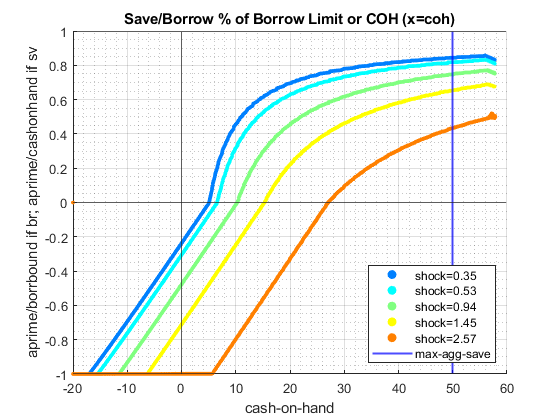 Save/Borrow % of Borrow Limit or COH (x=coh)
aprime/borrbound if br; aprime/cashonhand if sv
1
0.8
0.6
0.4
0.2
0
-0.2
-0.4
-0.6
-0.8
-1
shock=0.35
shock=0.53
shock=0.94
shock=1.45
shock=2.57
max-agg-save
-20 -10 0 10 20 30 40 50 60
cash-on-hand